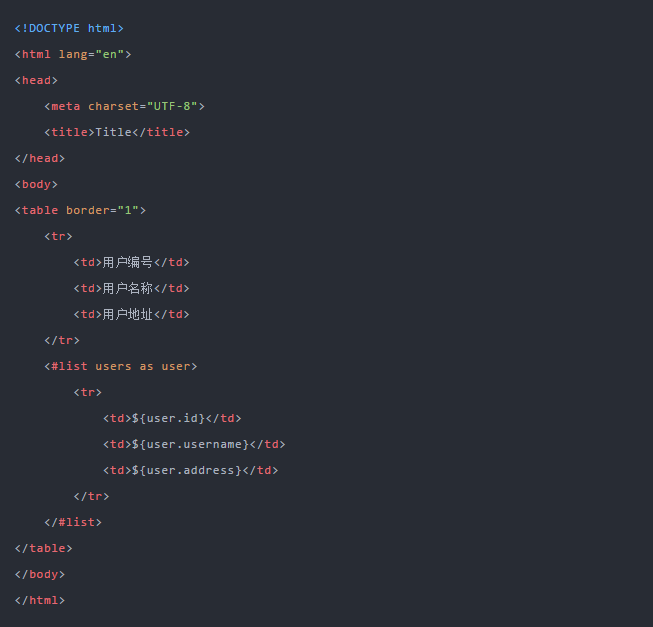 <!DOCTYPE html>
<html lang="en">
<head>
    <meta charset="UTF-8">
    <title>Title</title>
</head>
<body>
<table border="1">
    <tr>
        <td>用户编号</td>
        <td>用户名称</td>
        <td>用户地址</td>
    </tr>
    <#list users as user>
        <tr>
            <td>${user.id}</td>
            <td>${user.username}</td>
            <td>${user.address}</td>
        </tr>
    </#list>
</table>
</body>
</html>